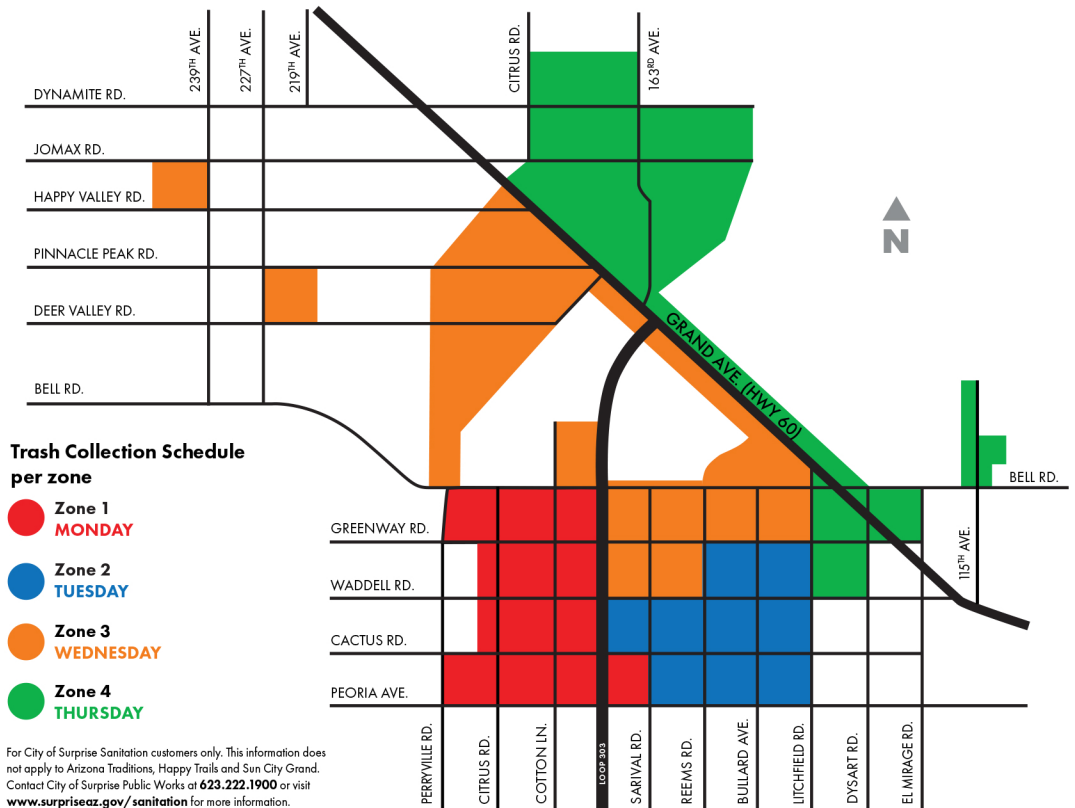 239TH AVE.
227TH AVE.
219TH AVE.
CITRUS RD.
163RD AVE.
DYNAMITE RD.
JOMAX RD.
HAPPY VALLEY RD.
N
PINNACLE PEAK RD.
DEER VALLEY RD.
GRAND AVE. (HWY 60)
BELL RD.
Trash Collection Schedule
per zone
Zone 1
MONDAY
Zone 2
TUESDAY
Zone 3
WEDNESDAY
Zone 4
THURSDAY
BELL RD.
GREENWAY RD.
115TH AVE.
WADDELL RD.
CACTUS RD.
PEORIA AVE.
PERRYVILLE RD.
CITRUS RD.
COTTON LN.
LOOP 303
SARIVAL RD.
REEMS RD.
BULLARD AVE.
LITCHFIELD RD.
DYSART RD.
EL MIRAGE RD.
For City of Surprise Sanitation customers only. This information does
not apply to Arizona Traditions, Happy Trails and Sun City Grand.
Contact City of Surprise Public Works at 623.222.1900 or visit
www.surpriseaz.gov/sanitation for more information.